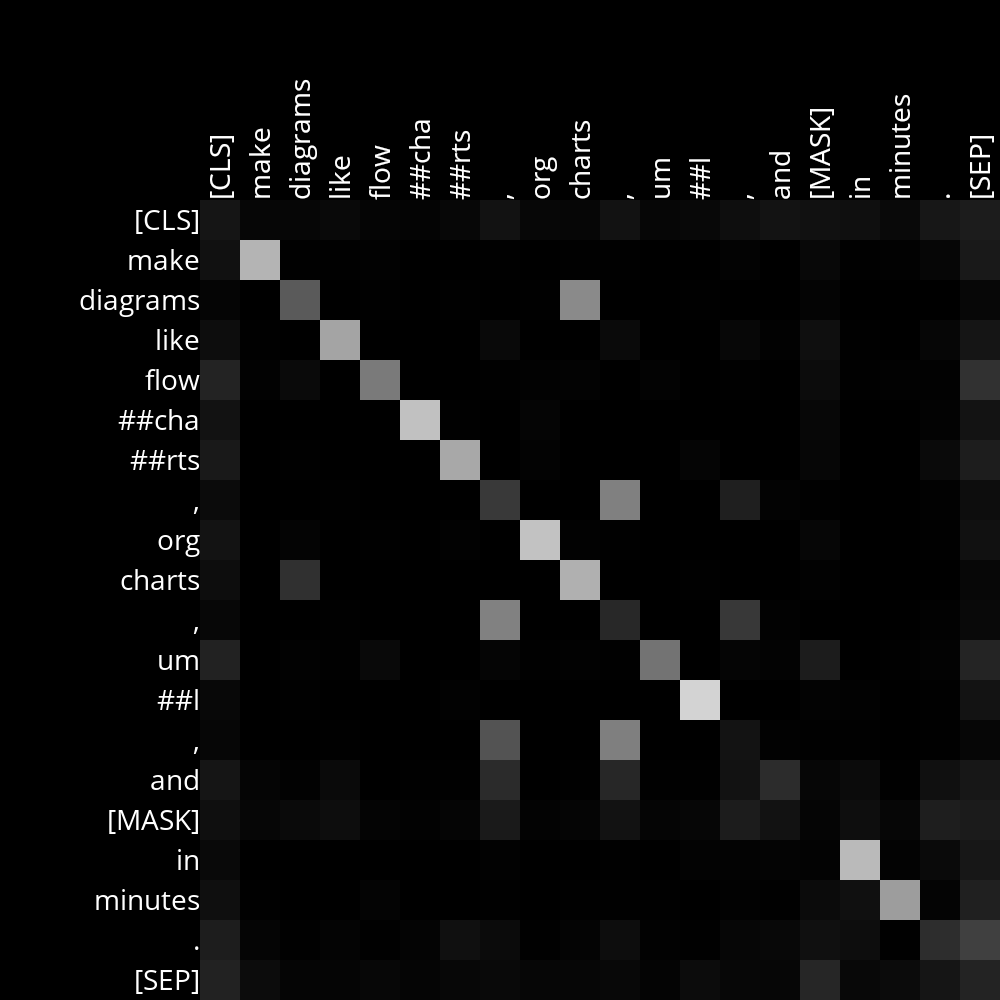 [CLS] make diagrams like flow ##cha ##rts , org charts , um ##l , and [MASK] in minutes . [SEP]
[CLS]
make
diagrams
like
flow
##cha
##rts
,
org
charts
,
um
##l
,
and
[MASK]
in
minutes
.
[SEP]